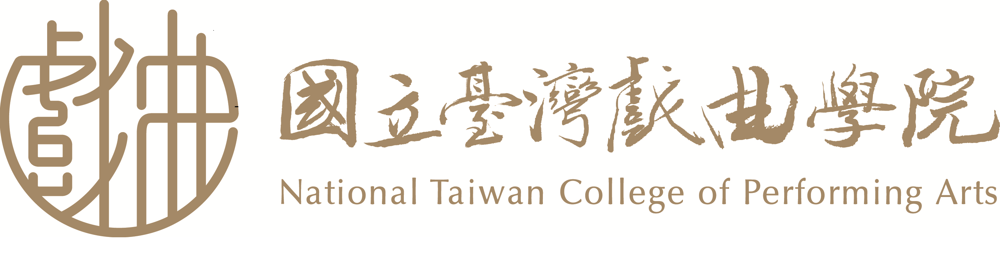 國立臺灣戲曲學院
National Taiwan College of Performing Arts